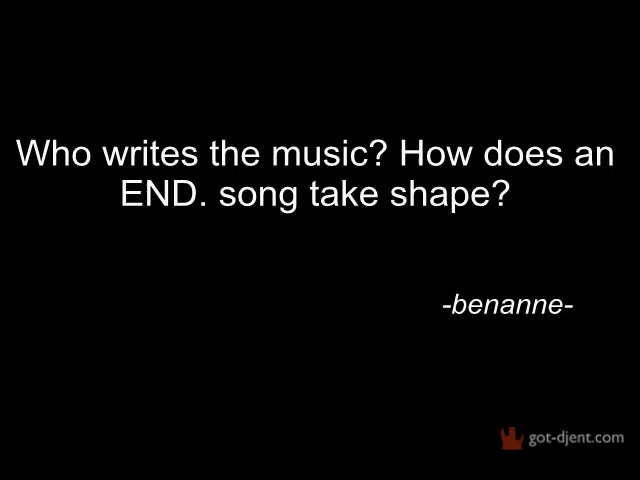 Who writes the music? How does an
END. song take shape?
-benanne-
got-djent.com